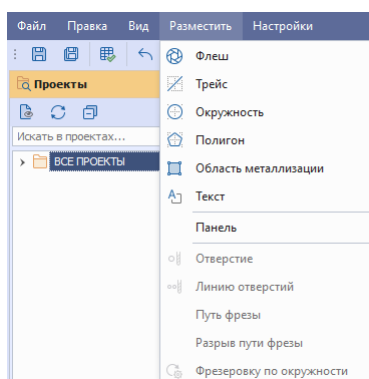 Файл Правка Вид Разместить Настройки
Флеш
Проекты
Трейс
Окружность
Искать в проектах...
Полигон
ВСЕ ПРОЕКТЫ
Область металлизации
Текст
Панель
Отверстие
Линию отверстий
Путь фрезы
Разрыв пути фрезы
Фрезеровку по окружности